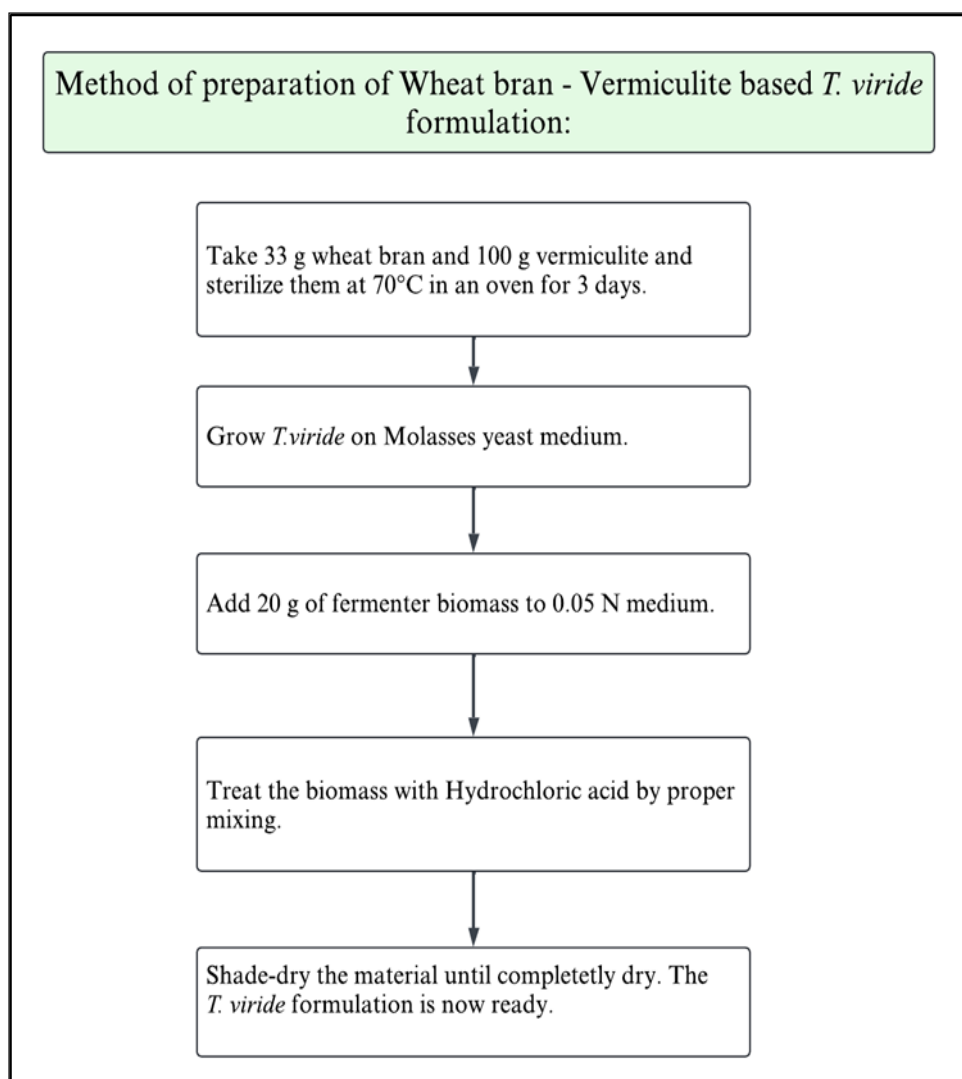 Method of preparation of Wheat bran - Vermiculite based T. viride
formulation:
Take 33 g wheat bran and 100 g vermiculite and
sterilize them at 70°C in an oven for 3 days.
Grow T.viride on Molasses yeast medium.
Add 20 g of fermenter biomass to 0.05 N medium.
Treat the biomass with Hydrochloric acid by proper
mixing.
Shade-dry the material until completetly dry. The
T. viride formulation is now ready.